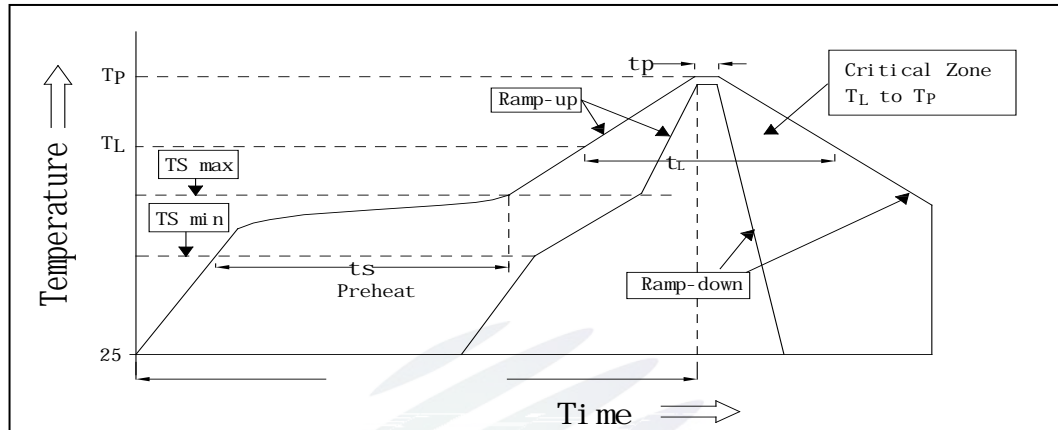 tp
Critical Zone
TL to TP
TP
Ramp-up
TL
tL
TS max
TS min
ts
Preheat
Ramp-down
Temperature
25
Time